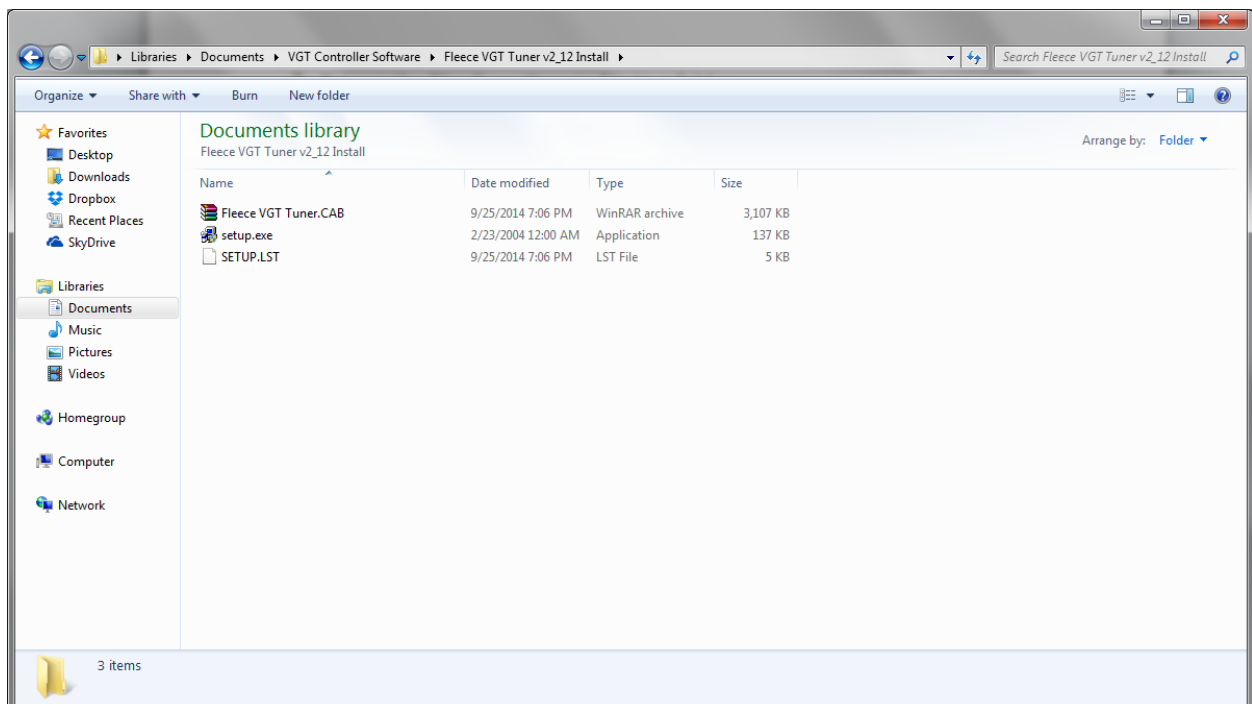 Libraries ▸ Documents ▸ VGT Controller Software ▸ Fleece VGT Tuner v2_12 Install ▸
Search Fleece VGT Tuner v2_12 Install
Organize Share with Burn New folder
Favorites
Desktop
Downloads
Dropbox
Recent Places
SkyDrive
Libraries
Documents
Music
Pictures
Videos
Homegroup
Computer
Network
Documents library
Fleece VGT Tuner v2_12 Install
Arrange by: Folder
Name Date modified Type Size
Fleece VGT Tuner.CAB 9/25/2014 7:06 PM WinRAR archive 3,107 KB
setup.exe 2/23/2004 12:00 AM Application 137 KB
SETUP.LST 9/25/2014 7:06 PM LST File 5 KB
3 items